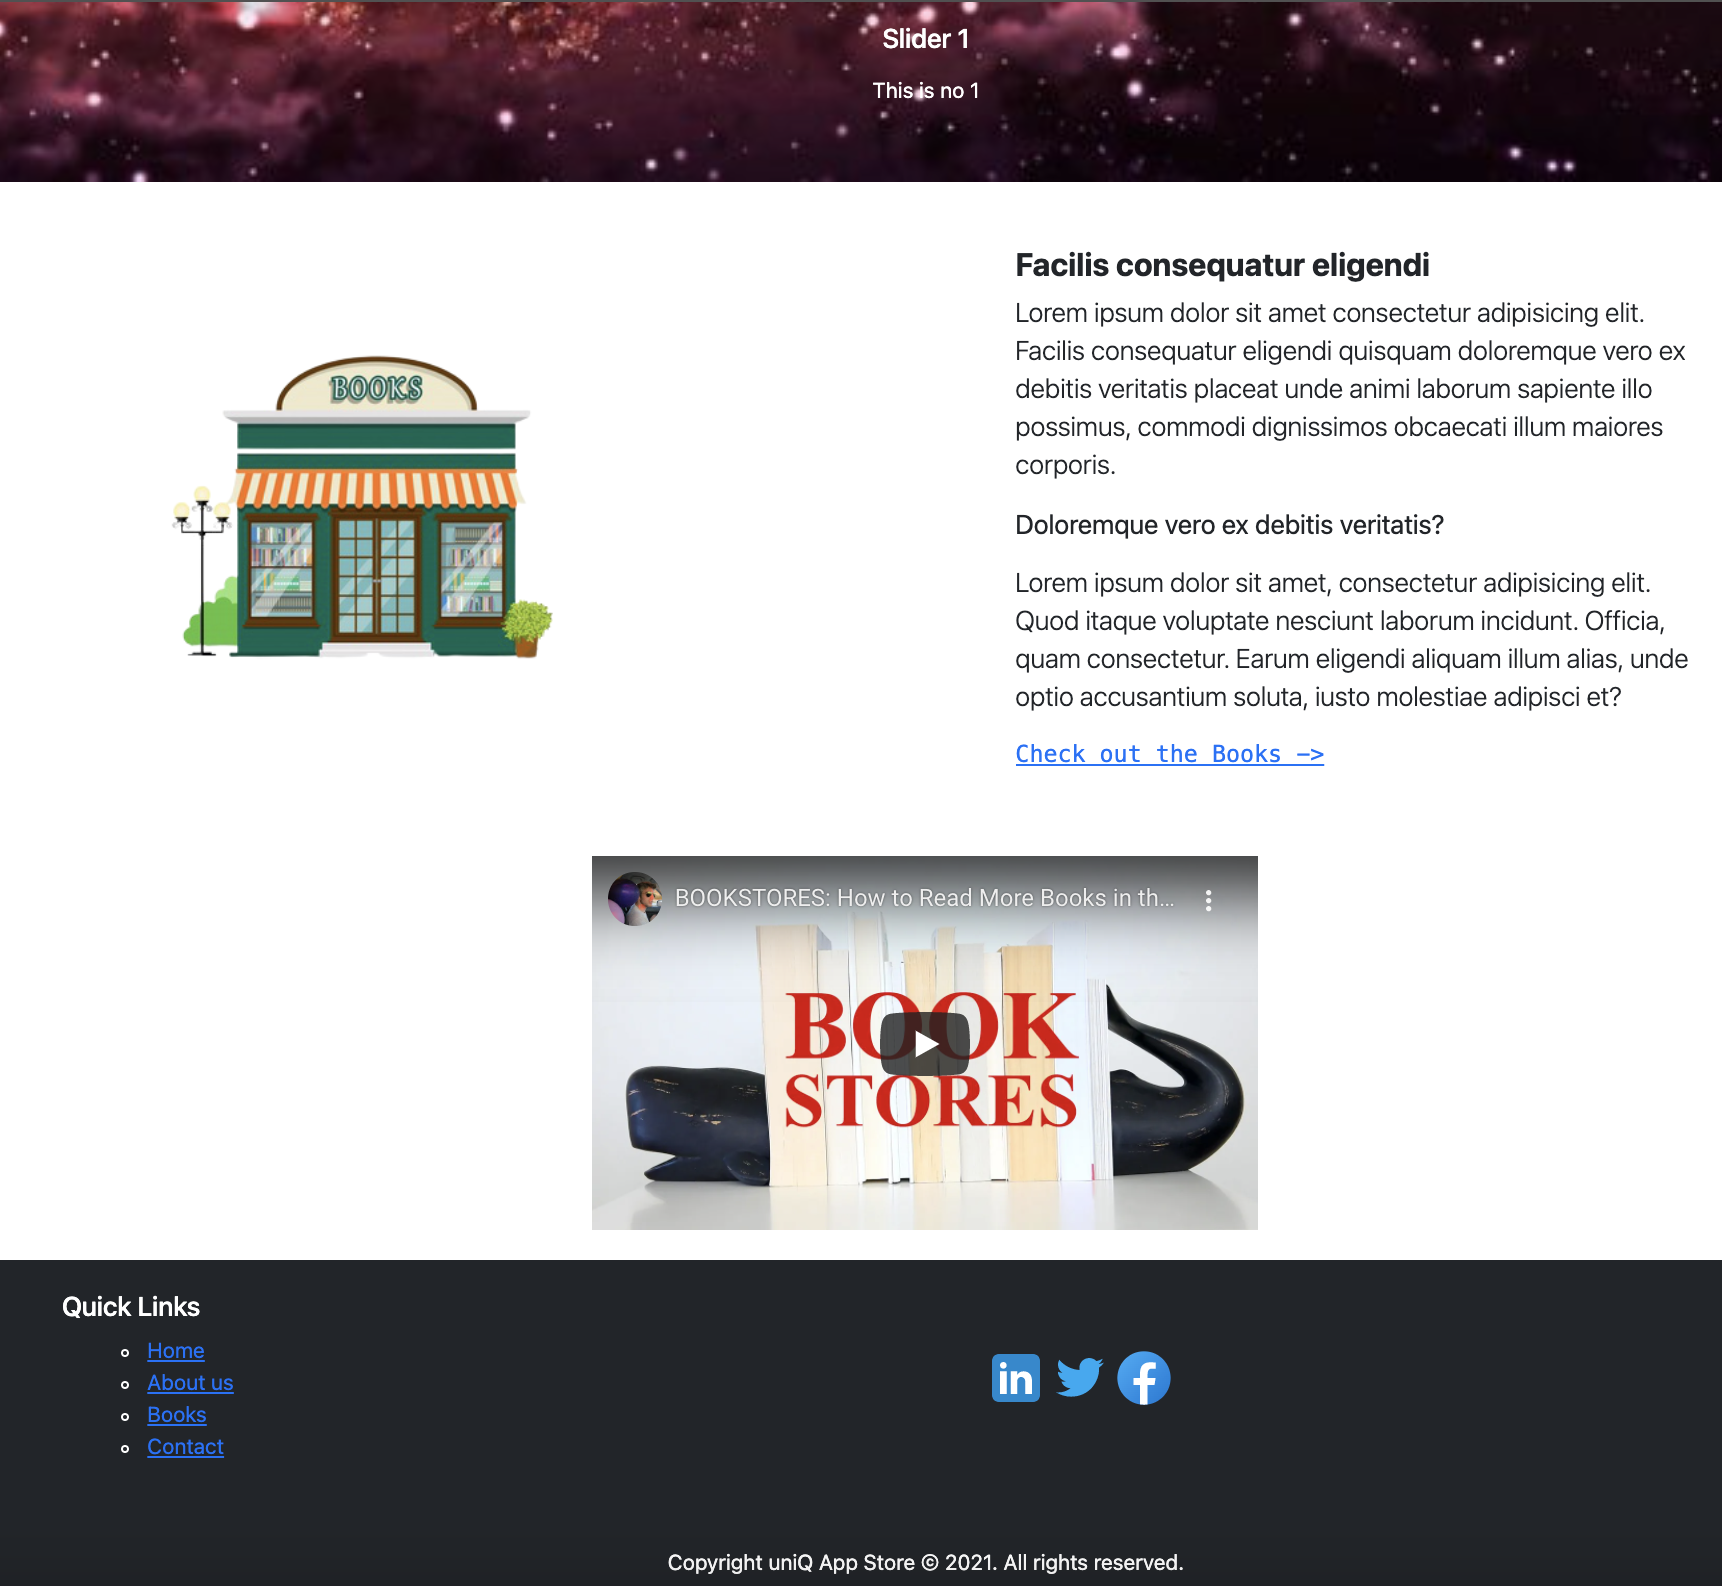 Slider 1
This is no 1
BOOKS
Facilis consequatur eligendi
Lorem ipsum dolor sit amet consectetur adipisicing elit.
Facilis consequatur eligendi quisquam doloremque vero ex
debitis veritatis placeat unde animi laborum sapiente illo
possimus, commodi dignissimos obcaecati illum maiores
corporis.
Doloremque vero ex debitis veritatis?
Lorem ipsum dolor sit amet, consectetur adipisicing elit.
Quod itaque voluptate nesciunt laborum incidunt. Officia,
quam consectetur. Earum eligendi aliquam illum alias, unde
optio accusantium soluta, iusto molestiae adipisci et?
Check out the Books —>
BOOKSTORES: How to Read More Books in th...
BOOK
STORES
Quick Links
Home
About us
Books
Contact
in
f
Copyright uniQ App Store © 2021. All rights reserved.